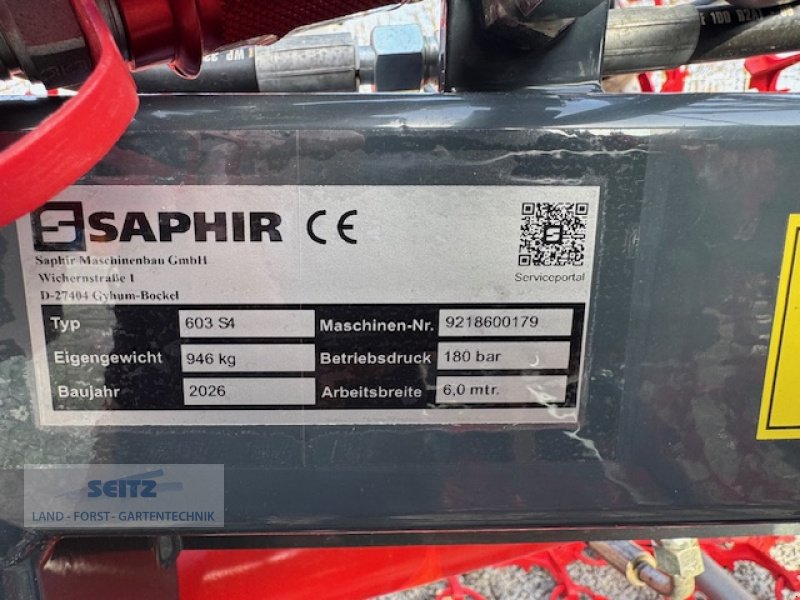 SAPHIR CE
Saphir Maschinenbau GmbH
Wichernstraße 1
D-27404 Gyhum-Bockel
Serviceportal
Typ 603 S4 Maschinen-Nr. 9218600179
Eigengewicht 946 kg Betriebsdruck 180 bar
Baujahr 2026 Arbeitsbreite 6,0 mtr.
SEITZ
LAND - FORST - GARTENTECHNIK